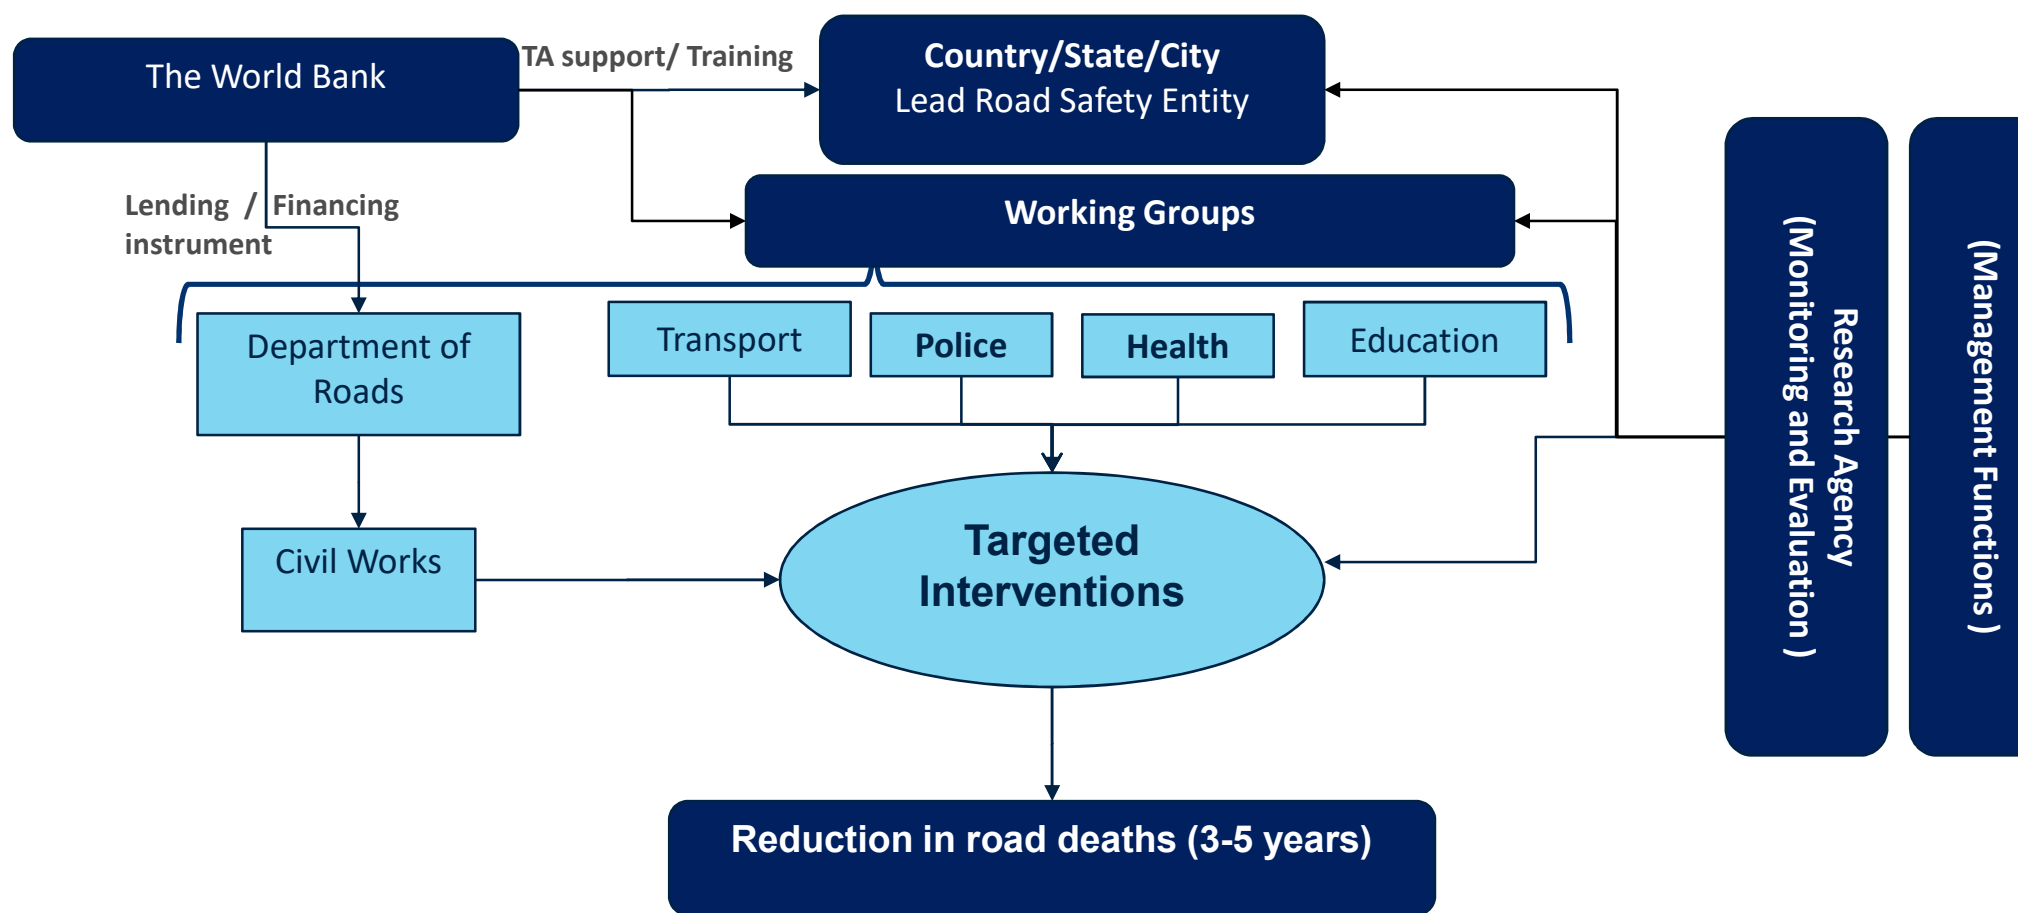 The World Bank
TA support/ Training
Country/State/City
Lead Road Safety Entity
Lending / Financing
instrument
Working Groups
Department of
Roads
Transport
Police
Health
Education
Civil Works
Targeted
Interventions
Reduction in road deaths (3-5 years)
Research Agency
(Monitoring and Evaluation )
(Management Functions )